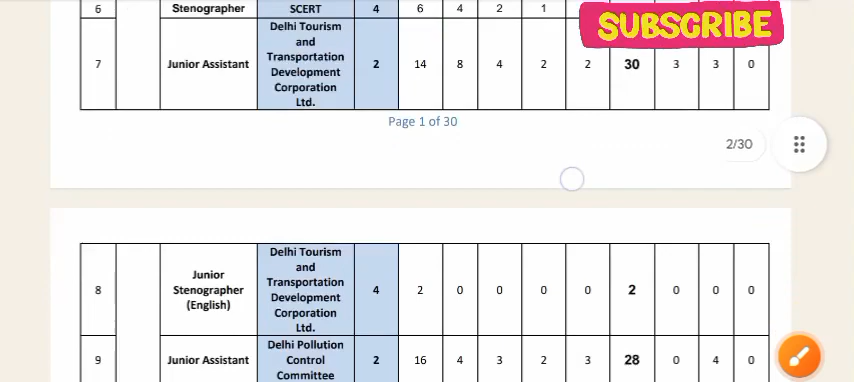 6 Stenographer SCERT 4 6 4 2 1
SUBSCRIBE
7 Junior Assistant Delhi Tourism and Transportation Development Corporation Ltd. 2 14 8 4 2 2 30 3 3 0
Page 1 of 30
2/30
8 Junior Stenographer (English) Delhi Tourism and Transportation Development Corporation Ltd. 4 2 0 0 0 0 2 0 0 0
9 Junior Assistant Delhi Pollution Control Committee 2 16 4 3 2 3 28 0 4 0